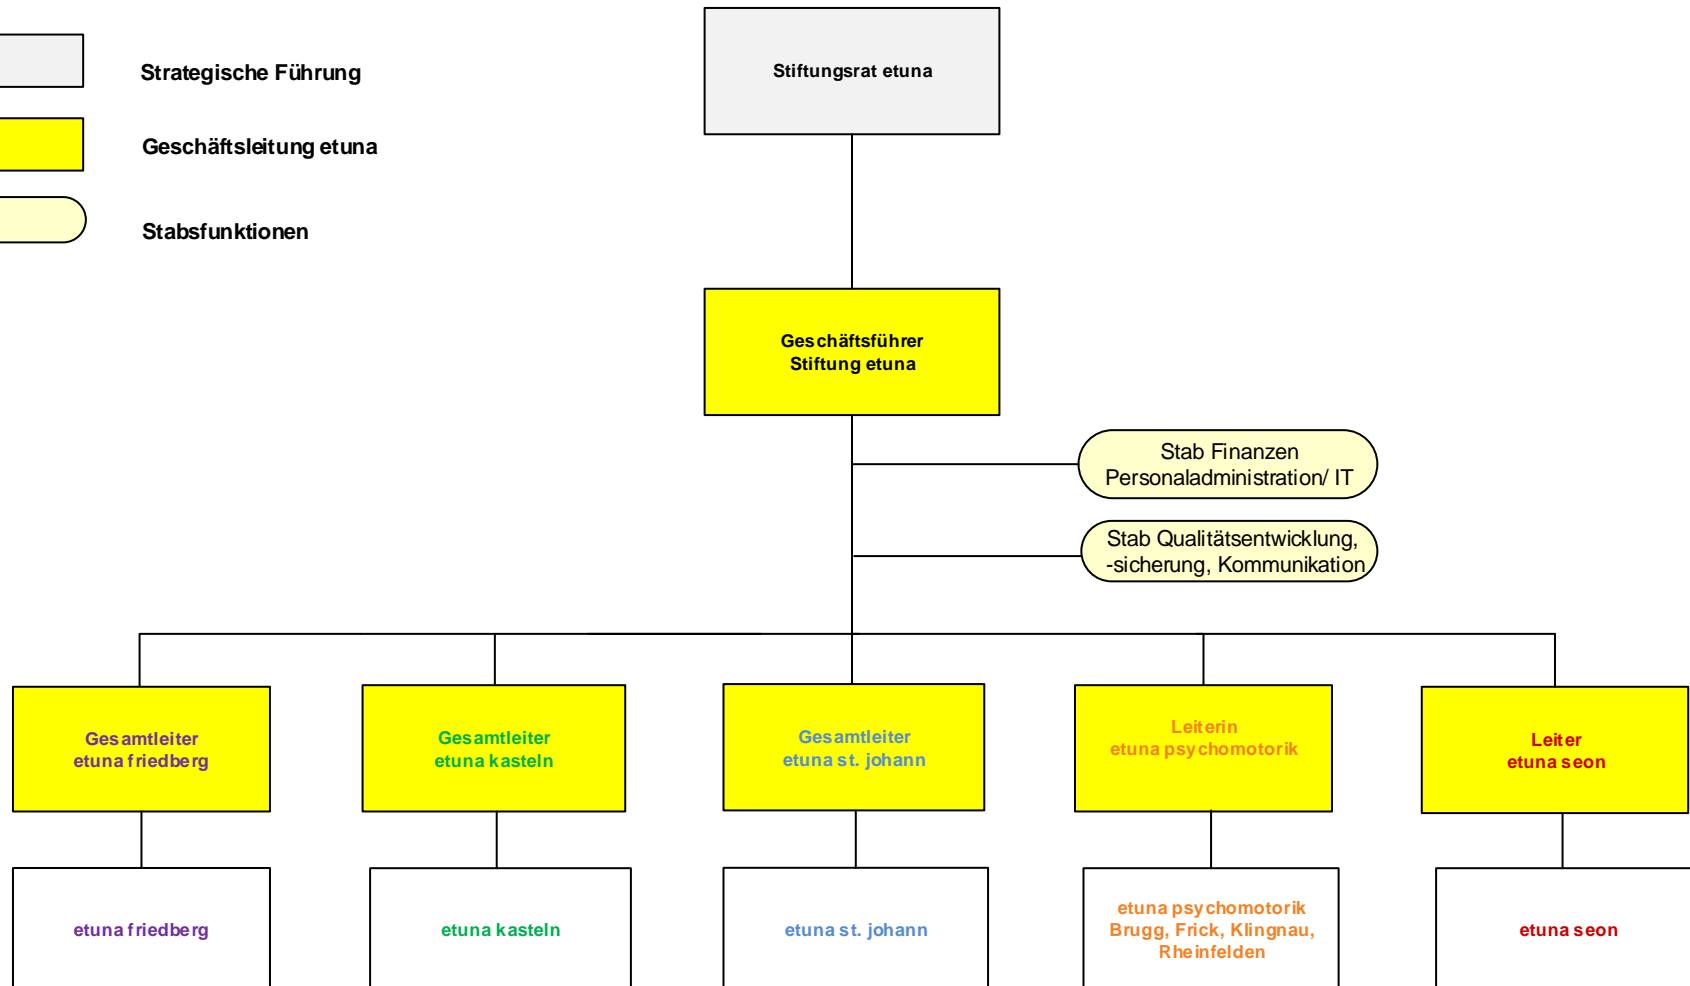 Strategische Führung
Geschäftsleitung etuna
Stabsfunktionen
Stiftungsrat etuna
Geschäftsführer
Stiftung etuna
Stab Finanzen
Personaladministration/ IT
Stab Qualitätsentwicklung,
-sicherung, Kommunikation
Gesamtleiter
etuna friedberg
Gesamtleiter
etuna kasteln
Gesamtleiter
etuna st. johann
Leiterin
etuna psychomotorik
Leiter
etuna seon
etuna friedberg
etuna kasteln
etuna st. johann
etuna psychomotorik
Brugg, Frick, Klingnau,
Rheinfelden
etuna seon